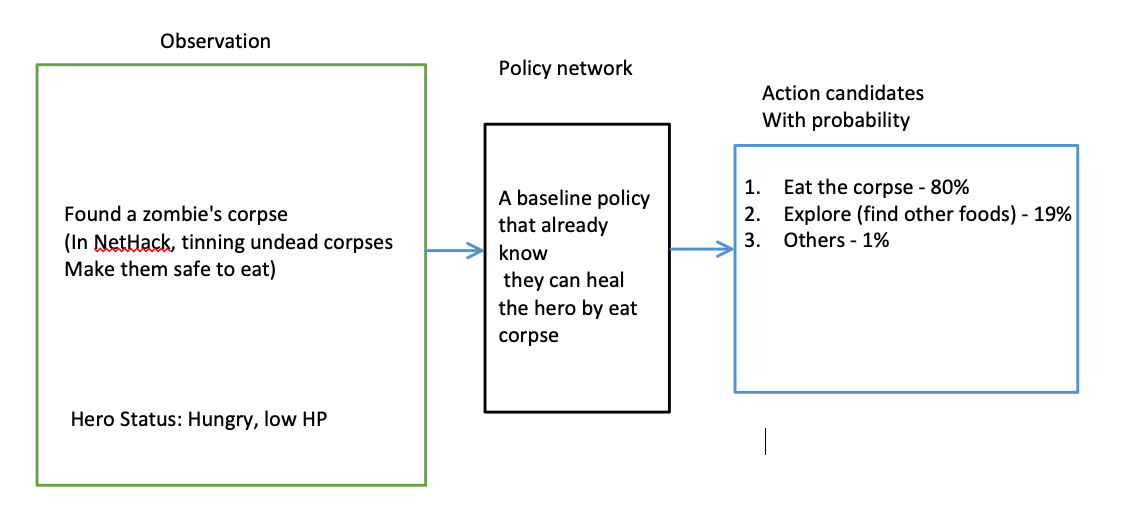 Observation
Found a zombie's corpse
(In NetHack, tinning undead corpses
Make them safe to eat)
Hero Status: Hungry, low HP
Policy network
A baseline policy
that already
know
they can heal
the hero by eat
corpse
Action candidates
With probability
1. Eat the corpse - 80%
2. Explore (find other foods) - 19%
3. Others - 1%